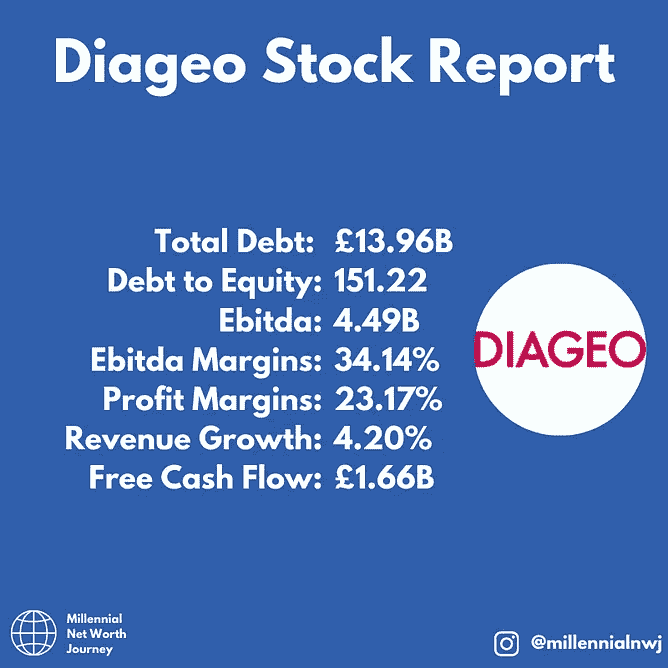 Diageo Stock Report
Total Debt: £13.96B
Debt to Equity: 151.22
Ebitda: 4.49B
Ebitda Margins: 34.14%
Profit Margins: 23.17%
Revenue Growth: 4.20%
Free Cash Flow: £1.66B
DIAGEO
Millennial
Net Worth
Journey
@millennialnwj